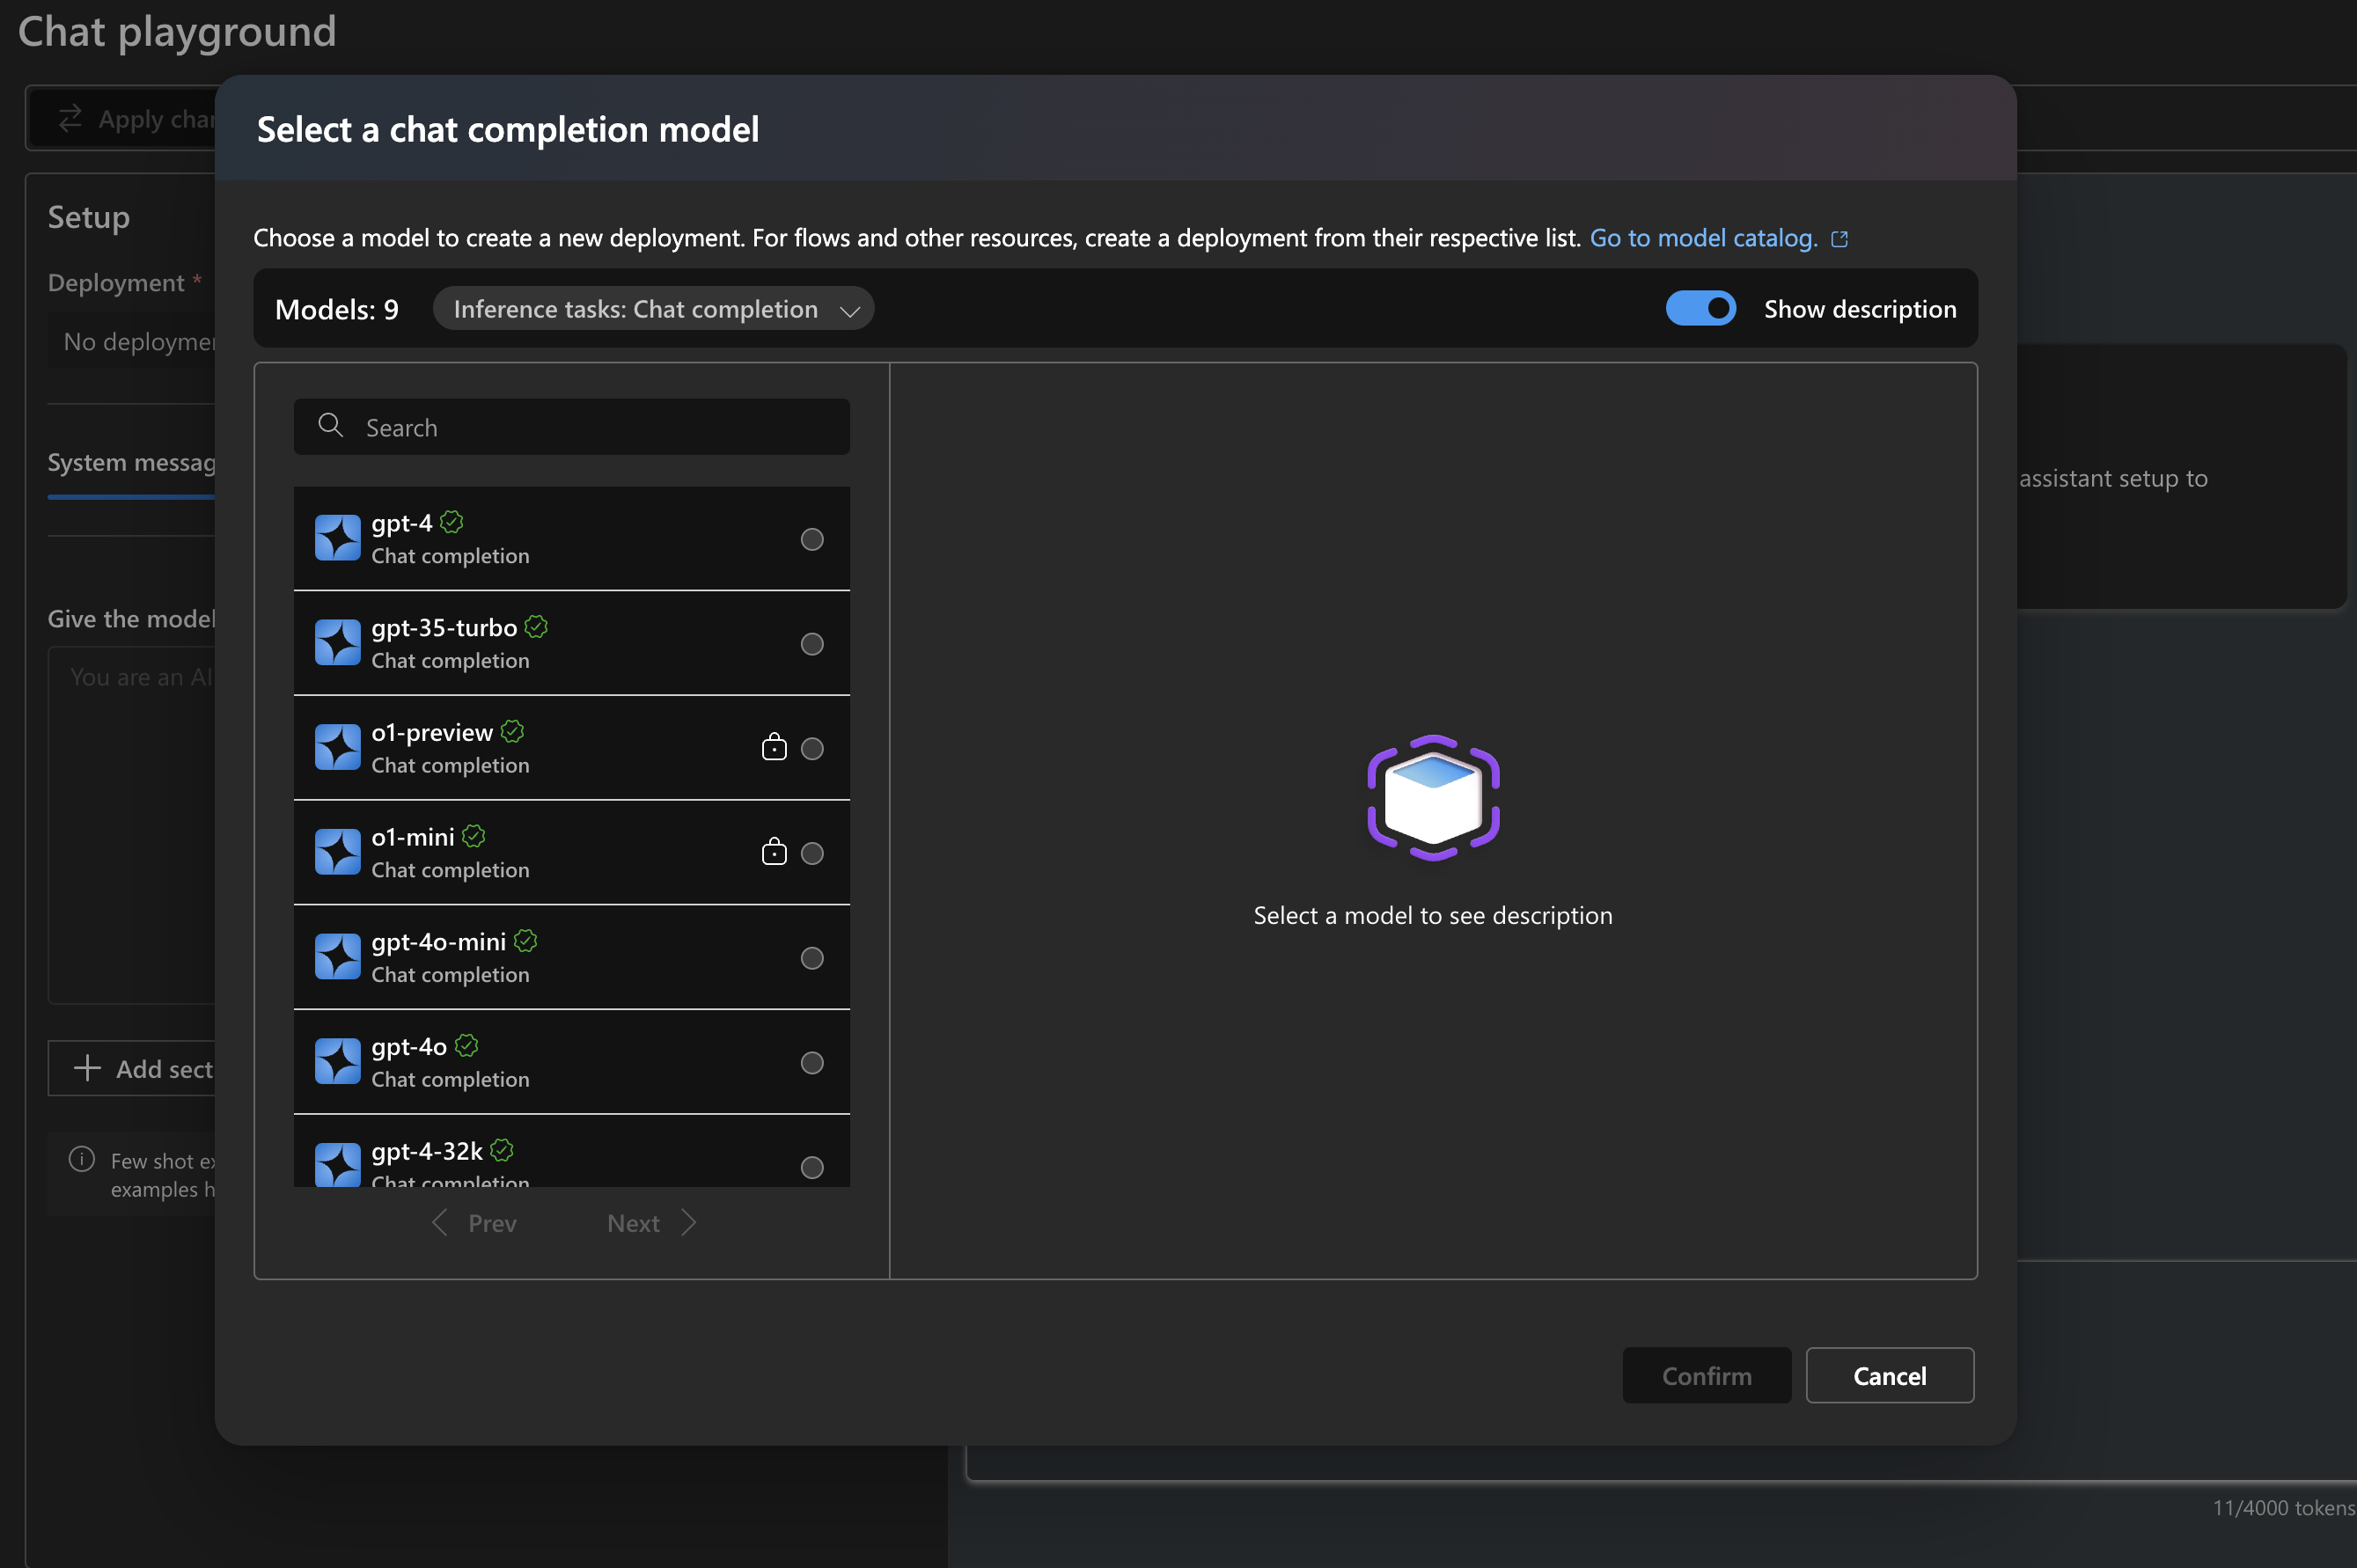 Chat playground
Apply char
Select a chat completion model
Setup
Choose a model to create a new deployment. For flows and other resources, create a deployment from their respective list. Go to model catalog.
Deployment *
Models: 9
Inference tasks: Chat completion
Show description
No deploymen
Search
System messag
assistant setup to
gpt-4
Chat completion
gpt-35-turbo
Chat completion
Give the model
You are an AI
o1-preview
Chat completion
o1-mini
Chat completion
Select a model to see description
gpt-4o-mini
Chat completion
gpt-4o
Chat completion
Add sect
gpt-4-32k
Chat completion
Few shot ex
examples h
Prev
Next
Confirm
Cancel
11/4000 tokens